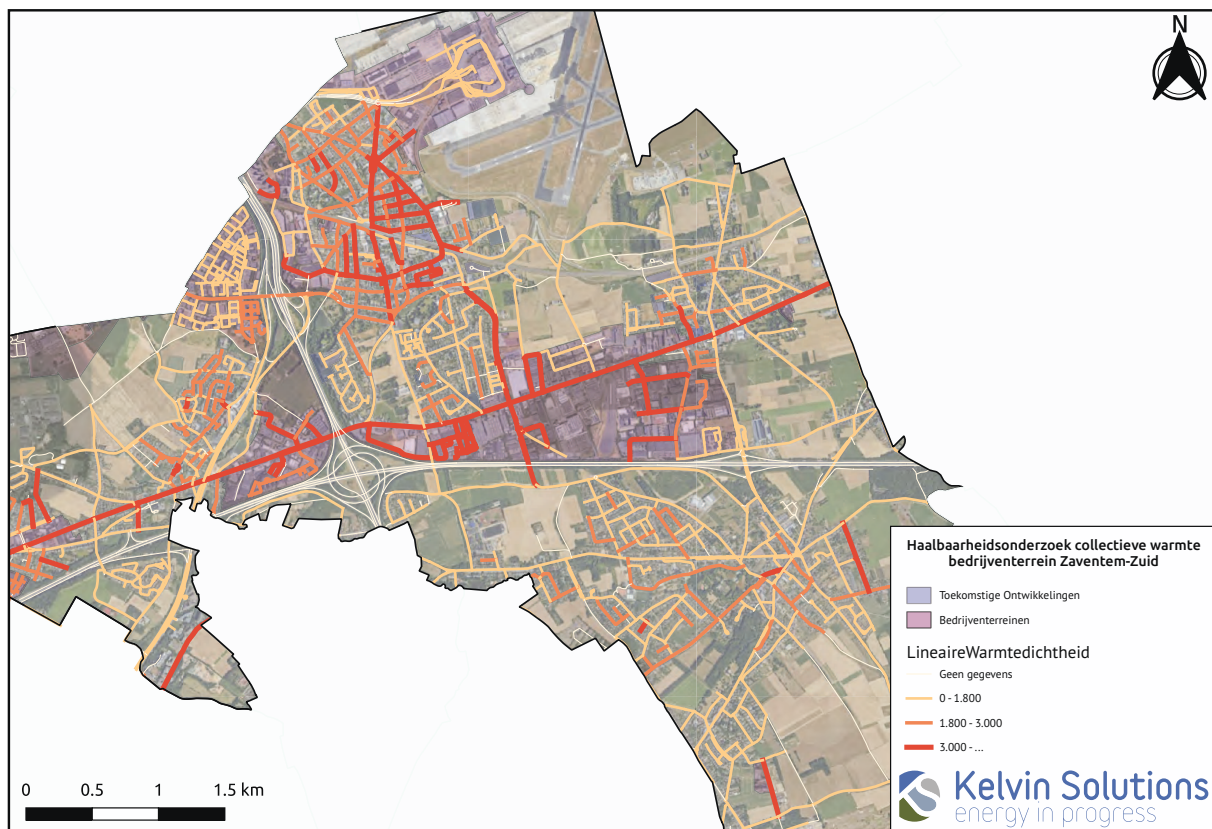 N
Haalbaarheidsonderzoek collectieve warmte
bedrijventerrein Zaventem-Zuid
Toekomstige Ontwikkelingen
Bedrijventerreinen
LineaireWarmtedichtheid
Geen gegevens
0 - 1.800
1.800 - 3.000
3.000 - ...
0 0.5 1 1.5 km
Kelvin Solutions
energy in progress